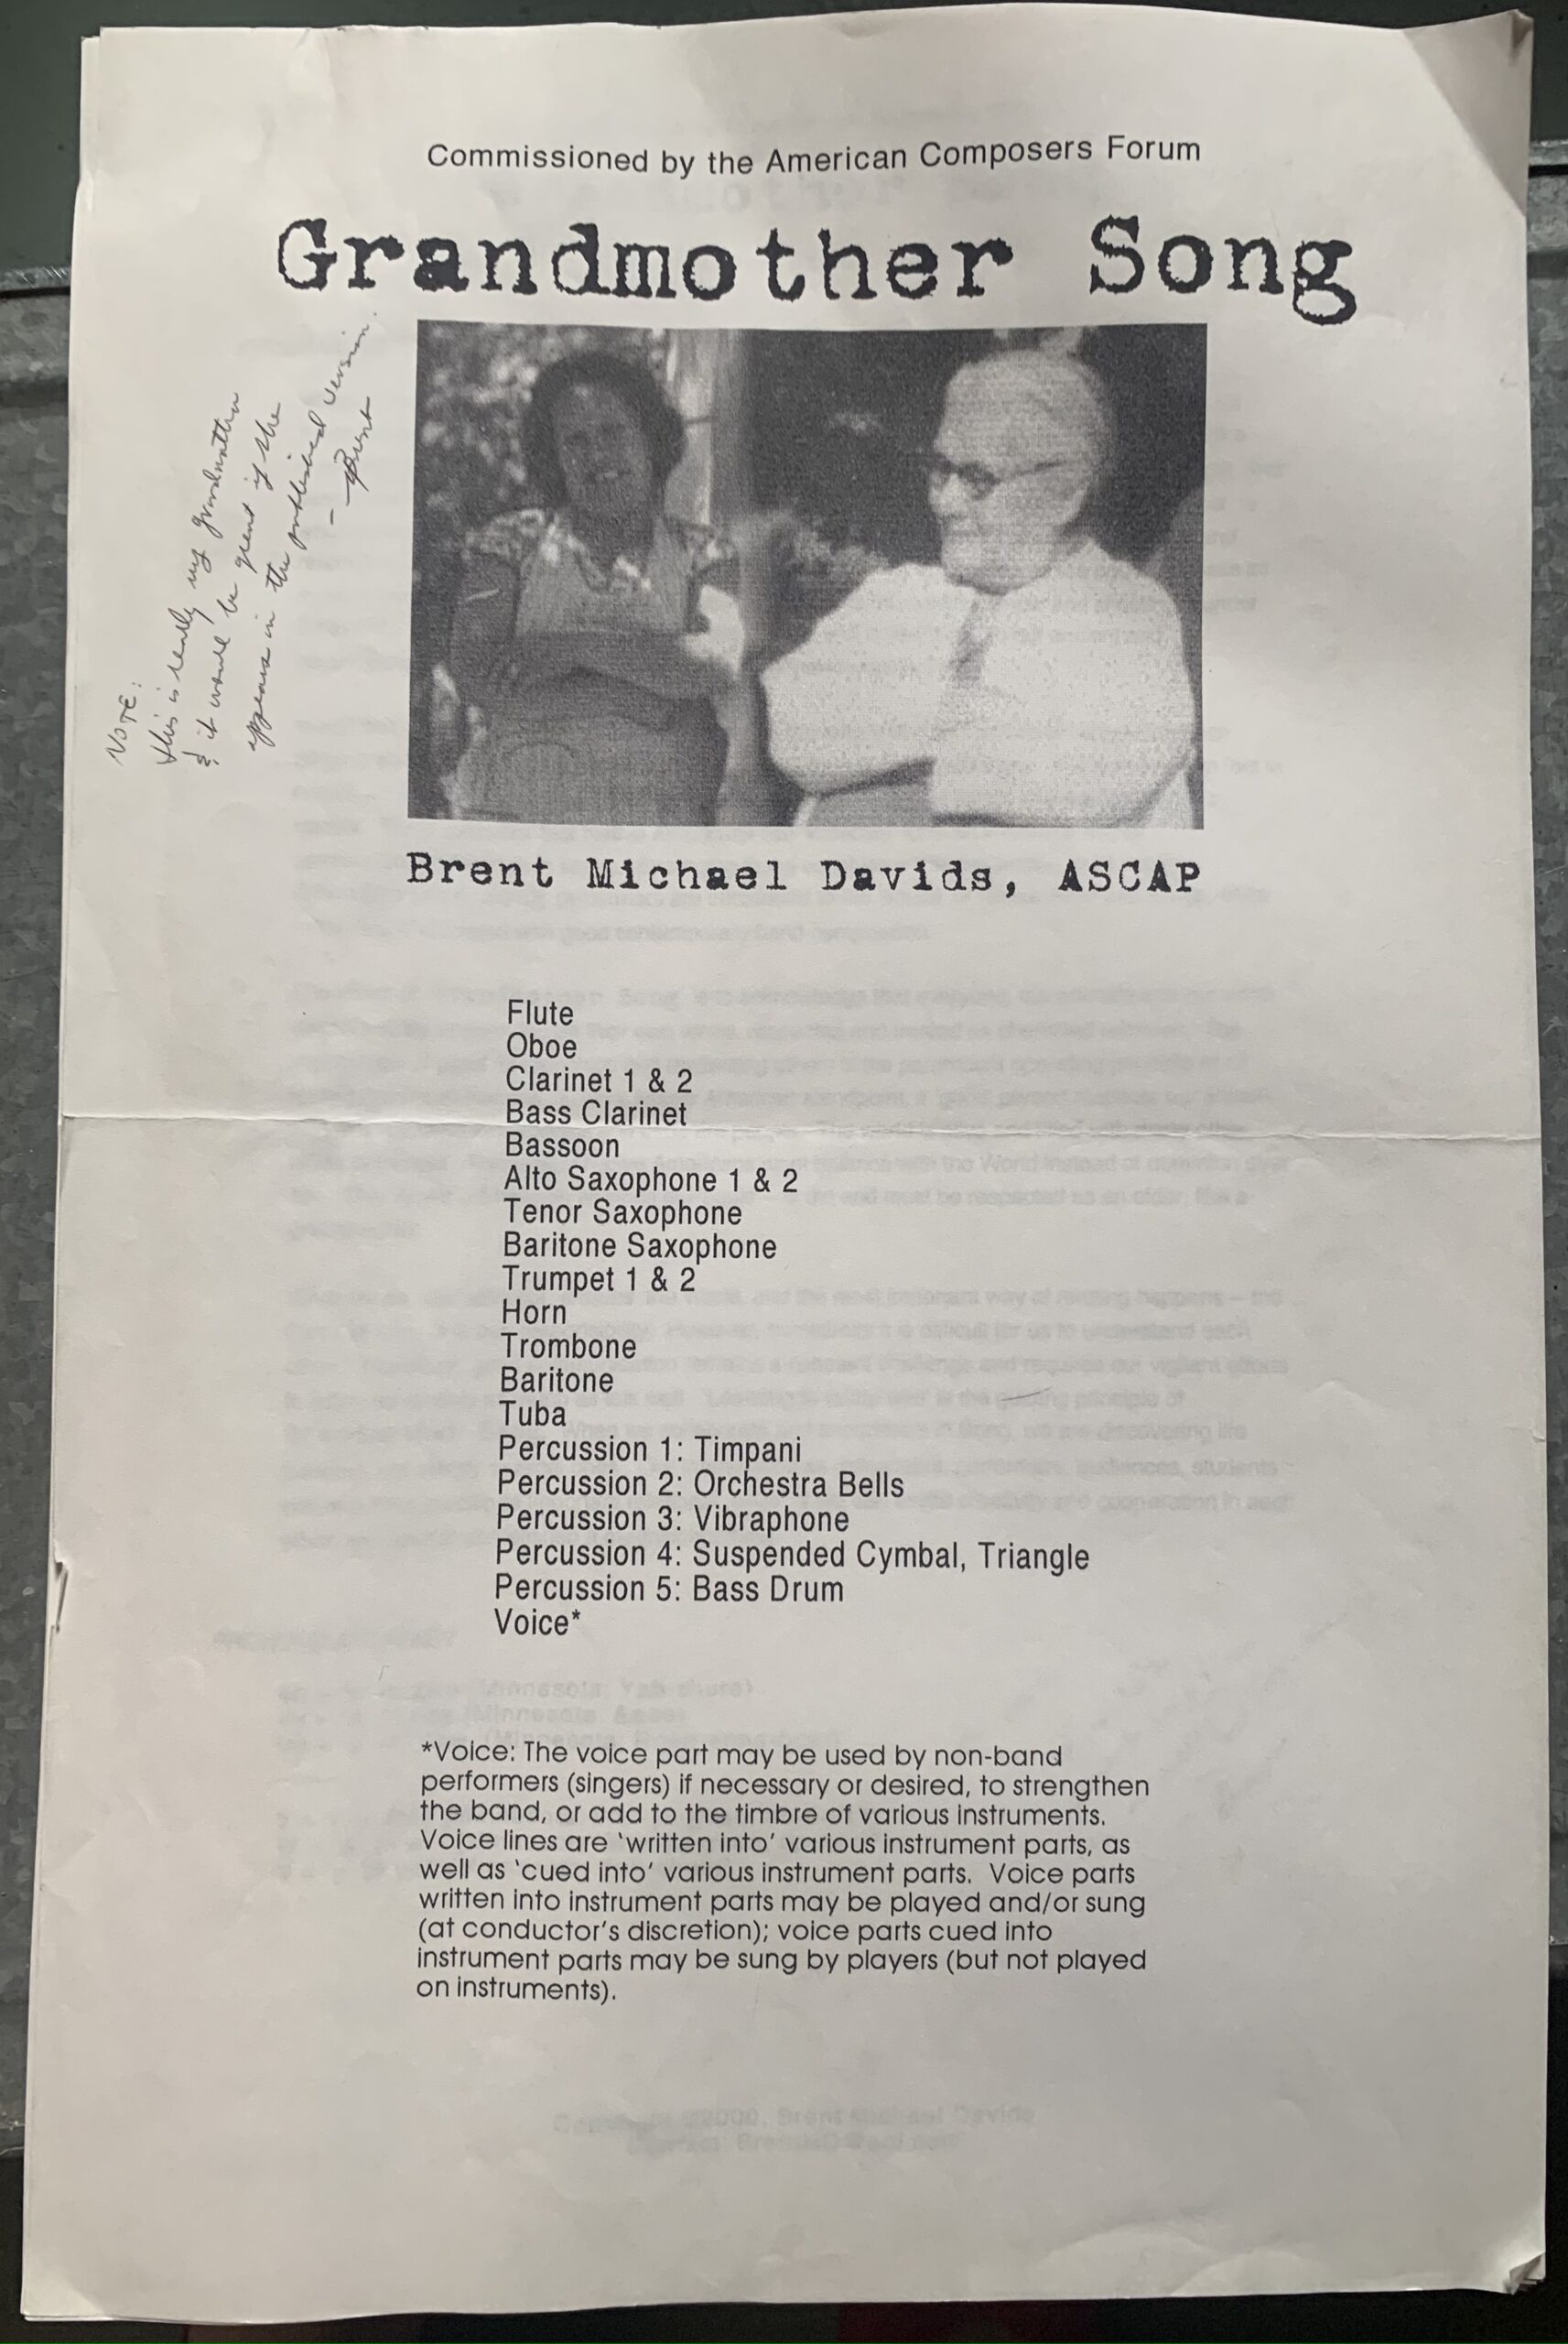 Commissioned by the American Composers Forum
Grandmother Song
NOTE:
this is really my grandmother
& it would be great if she
appears in the published version.
- Brent
Brent Michael Davids, ASCAP
Flute
Oboe
Clarinet 1 & 2
Bass Clarinet
Bassoon
Alto Saxophone 1 & 2
Tenor Saxophone
Baritone Saxophone
Trumpet 1 & 2
Horn
Trombone
Baritone
Tuba
Percussion 1: Timpani
Percussion 2: Orchestra Bells
Percussion 3: Vibraphone
Percussion 4: Suspended Cymbal, Triangle
Percussion 5: Bass Drum
Voice*
*Voice: The voice part may be used by non-band
performers (singers) if necessary or desired, to strengthen
the band, or add to the timbre of various instruments.
Voice lines are 'written into' various instrument parts, as
well as 'cued into' various instrument parts. Voice parts
written into instrument parts may be played and/or sung
(at conductor's discretion); voice parts cued into
instrument parts may be sung by players (but not played
on instruments).